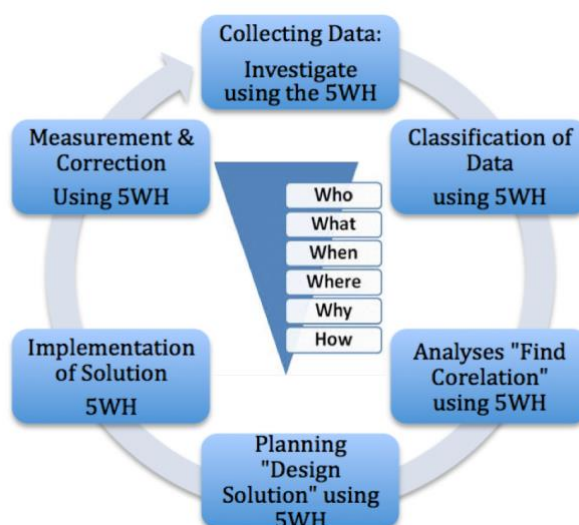 Collecting Data:
Investigate
using the 5WH
Classification of
Data
using 5WH
Analyses "Find
Corelation"
using 5WH
Planning
"Design
Solution" using
5WH
Implementation
of Solution
5WH
Measurement &
Correction
Using 5WH
Who
What
When
Where
Why
How